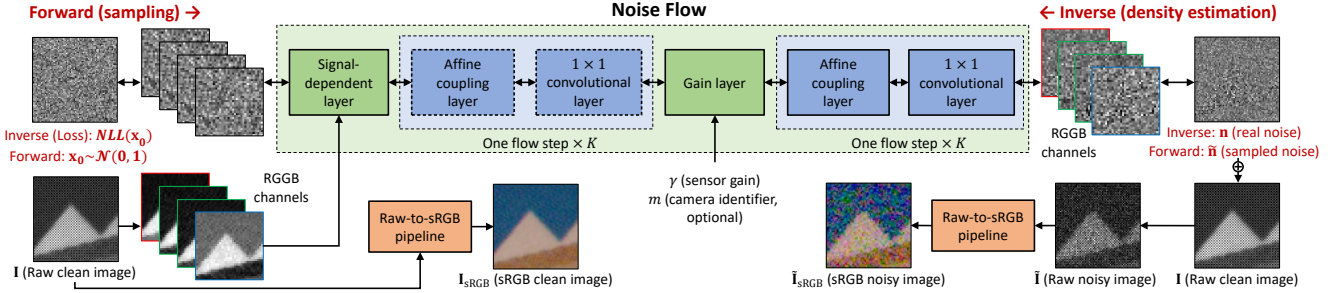 Forward (sampling) →
Noise Flow
← Inverse (density estimation)
Signal-
dependent
layer
Affine
coupling
layer
1 × 1
convolutional
layer
Gain layer
Affine
coupling
layer
1 × 1
convolutional
layer
One flow step × K
One flow step × K
Inverse (Loss): NLL(x₀)
Forward: x₀~𝒩(0, 1)
RGGB
channels
Inverse: n (real noise)
Forward: ñ (sampled noise)
⊕
RGGB
channels
γ (sensor gain)
m (camera identifier,
optional)
Raw-to-sRGB
pipeline
Raw-to-sRGB
pipeline
I (Raw clean image)
I_sRGB (sRGB clean image)
Ĩ_sRGB (sRGB noisy image)
Ĩ (Raw noisy image)
I (Raw clean image)